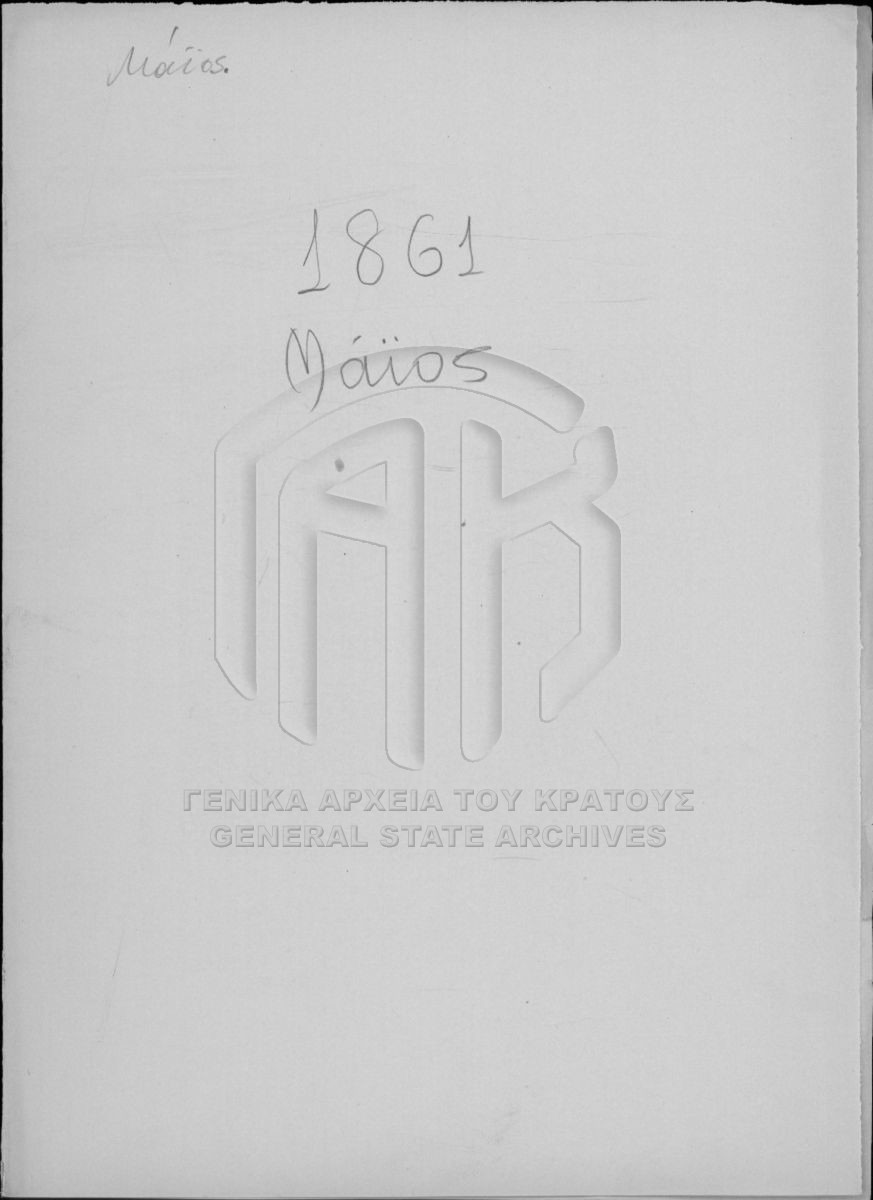 Μάϊος.
1861
Μάϊος
ΓΕΝΙΚΑ ΑΡΧΕΙΑ ΤΟΥ ΚΡΑΤΟΥΣ
GENERAL STATE ARCHIVES